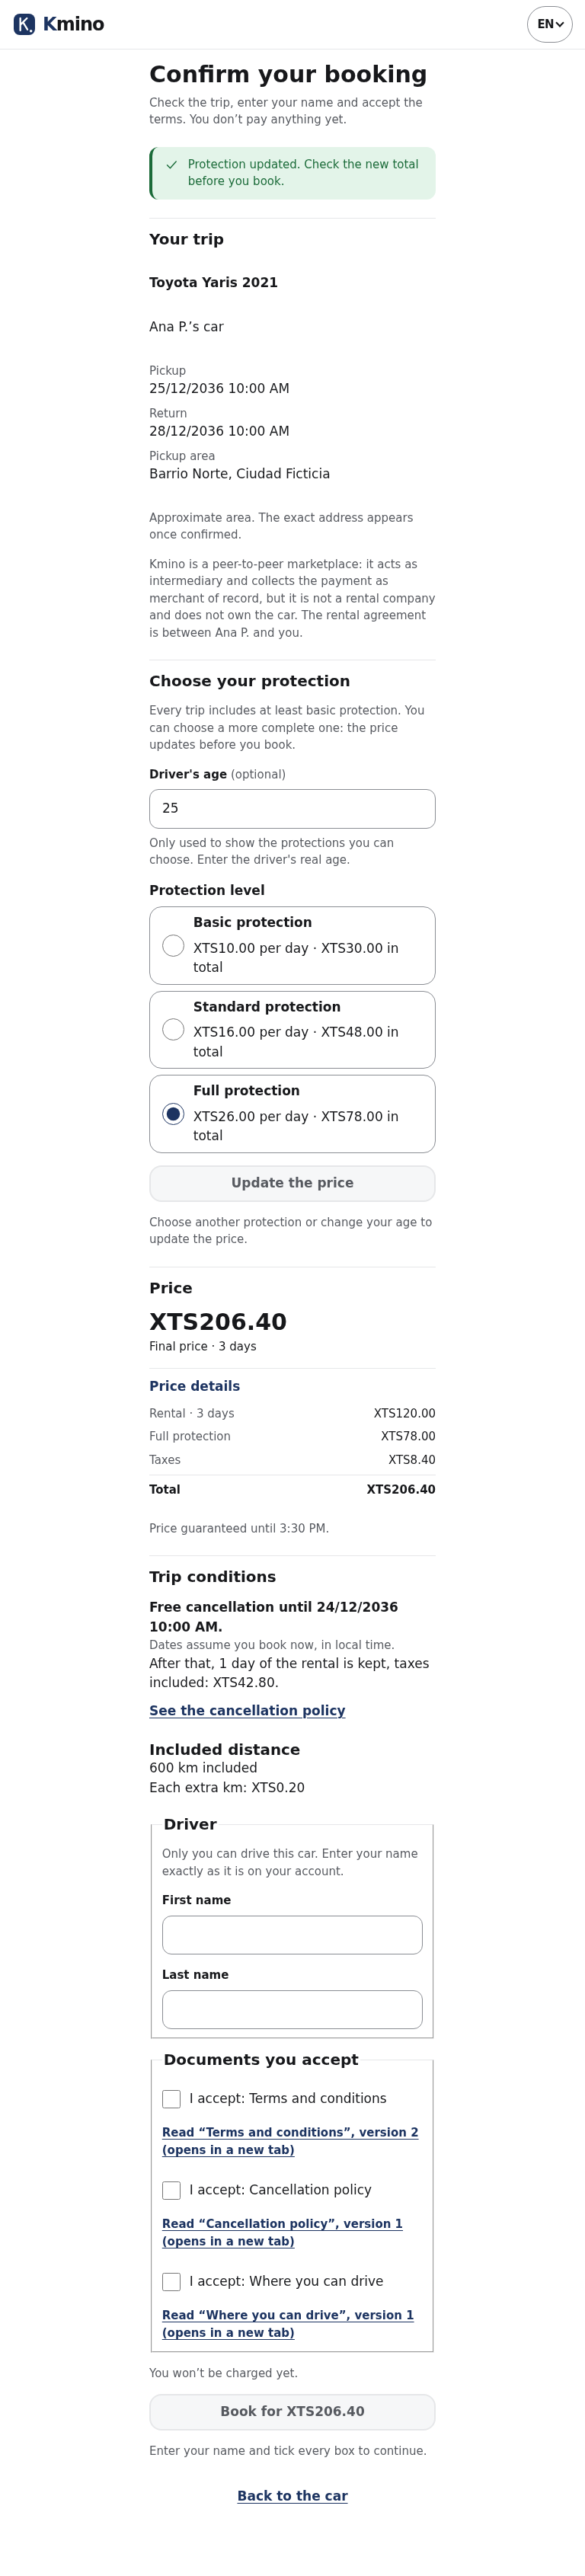 Kmino
EN
Confirm your booking
Check the trip, enter your name and accept the
terms. You don’t pay anything yet.
Protection updated. Check the new total
before you book.
Your trip
Toyota Yaris 2021
Ana P.’s car
Pickup
25/12/2036 10:00 AM
Return
28/12/2036 10:00 AM
Pickup area
Barrio Norte, Ciudad Ficticia
Approximate area. The exact address appears
once confirmed.
Kmino is a peer-to-peer marketplace: it acts as
intermediary and collects the payment as
merchant of record, but it is not a rental company
and does not own the car. The rental agreement
is between Ana P. and you.
Choose your protection
Every trip includes at least basic protection. You
can choose a more complete one: the price
updates before you book.
Driver's age (optional)
25
Only used to show the protections you can
choose. Enter the driver's real age.
Protection level
Basic protection
XTS10.00 per day · XTS30.00 in
total
Standard protection
XTS16.00 per day · XTS48.00 in
total
Full protection
XTS26.00 per day · XTS78.00 in
total
Update the price
Choose another protection or change your age to
update the price.
Price
XTS206.40
Final price · 3 days
Price details
Rental · 3 days XTS120.00
Full protection XTS78.00
Taxes XTS8.40
Total XTS206.40
Price guaranteed until 3:30 PM.
Trip conditions
Free cancellation until 24/12/2036
10:00 AM.
Dates assume you book now, in local time.
After that, 1 day of the rental is kept, taxes
included: XTS42.80.
See the cancellation policy
Included distance
600 km included
Each extra km: XTS0.20
Driver
Only you can drive this car. Enter your name
exactly as it is on your account.
First name
Last name
Documents you accept
I accept: Terms and conditions
Read “Terms and conditions”, version 2
(opens in a new tab)
I accept: Cancellation policy
Read “Cancellation policy”, version 1
(opens in a new tab)
I accept: Where you can drive
Read “Where you can drive”, version 1
(opens in a new tab)
You won’t be charged yet.
Book for XTS206.40
Enter your name and tick every box to continue.
Back to the car